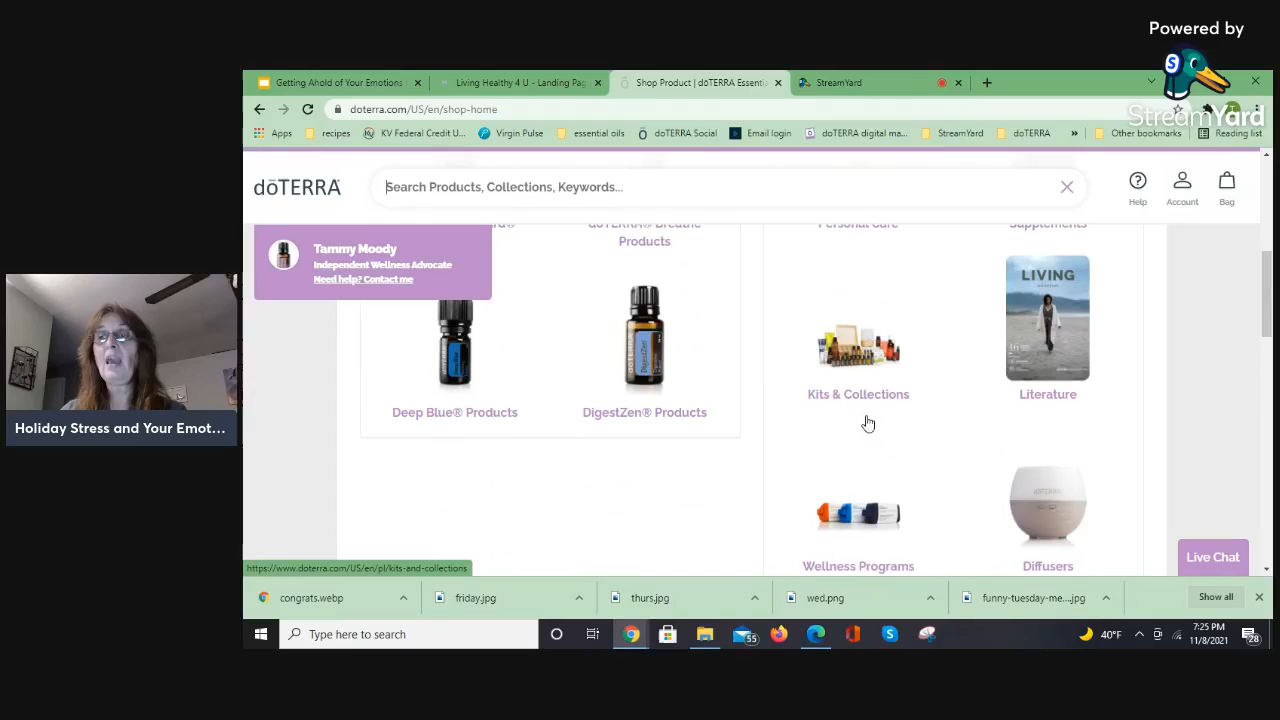 Powered by
StreamYard
Getting Ahold of Your Emotions
Living Healthy 4 U - Landing Pag
Shop Product | dōTERRA Essentia
StreamYard
doterra.com/US/en/shop-home
Apps
recipes
KV Federal Credit U...
Virgin Pulse
essential oils
doTERRA Social
Email login
doTERRA digital ma...
StreamYard
doTERRA
Other bookmarks
Reading list
dōTERRA
Search Products, Collections, Keywords...
Help
Account
Bag
Tammy Moody
Independent Wellness Advocate
Need help? Contact me
Products
Personal Care
Supplements
Deep Blue® Products
DigestZen® Products
LIVING
Kits & Collections
Literature
Wellness Programs
Diffusers
Live Chat
Holiday Stress and Your Emot...
https://www.doterra.com/US/en/pl/kits-and-collections
congrats.webp
friday.jpg
thurs.jpg
wed.png
funny-tuesday-me....jpg
Show all
Type here to search
55
40°F
7:25 PM
11/8/2021
28